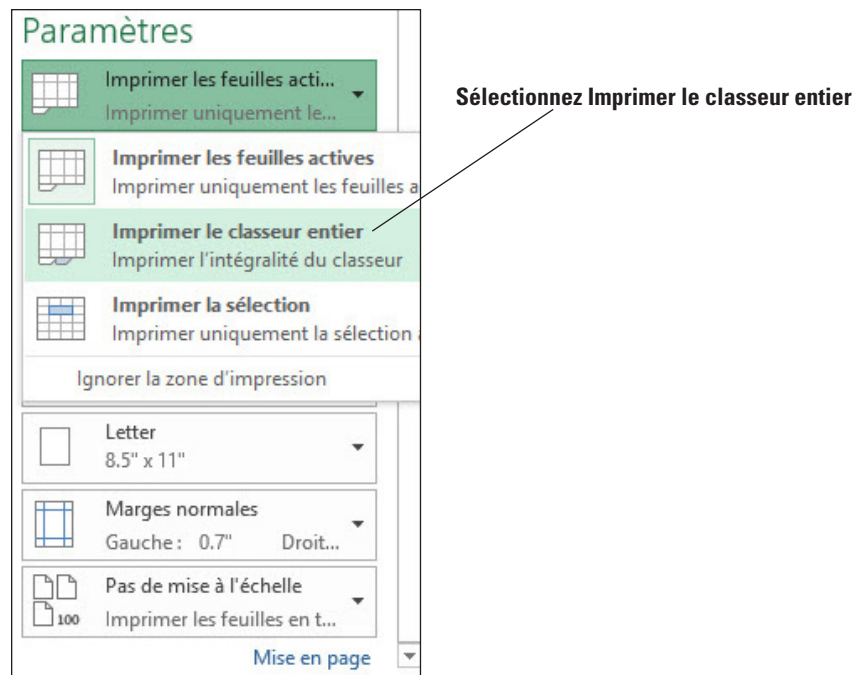 Paramètres
Imprimer les feuilles acti...
Imprimer uniquement le...
Sélectionnez Imprimer le classeur entier
Imprimer les feuilles actives
Imprimer uniquement les feuilles a
Imprimer le classeur entier
Imprimer l'intégralité du classeur
Imprimer la sélection
Imprimer uniquement la sélection a
Ignorer la zone d'impression
Letter
8.5" x 11"
Marges normales
Gauche : 0.7" Droit...
Pas de mise à l'échelle
100 Imprimer les feuilles en t...
Mise en page